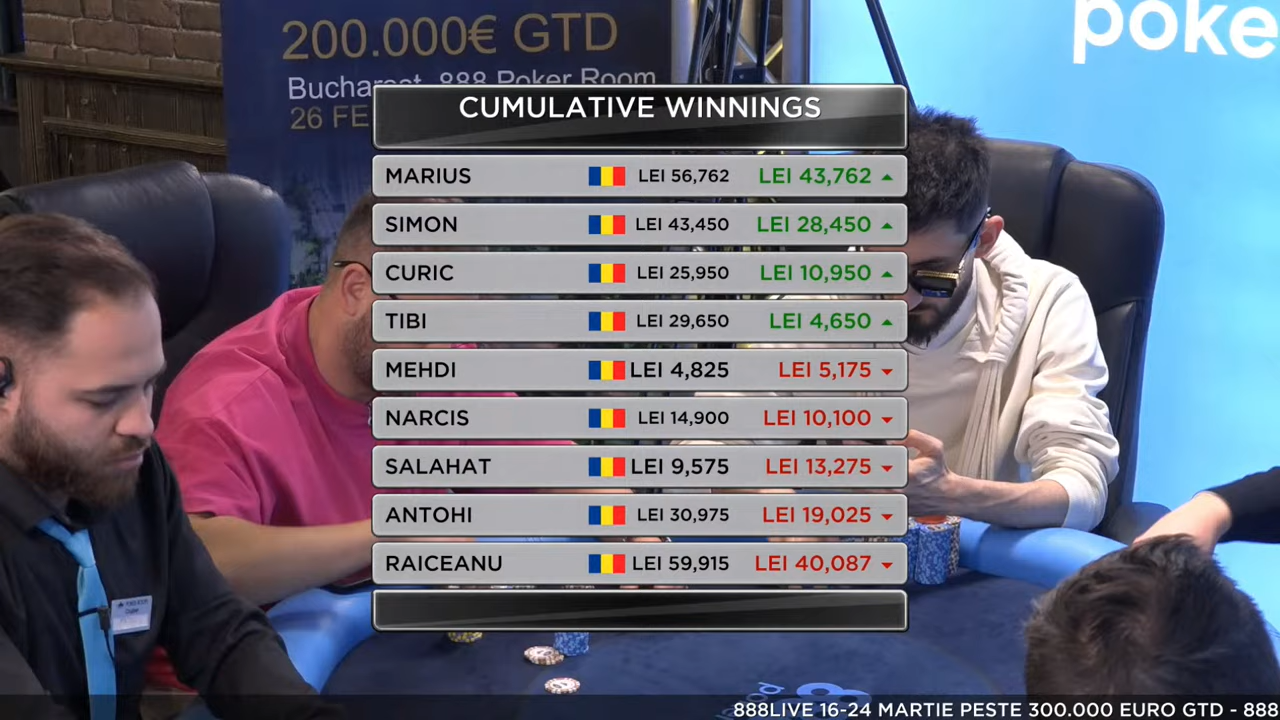 200.000€ GTD
Bucharest 888 Poker Room
26 FE
poke
CUMULATIVE WINNINGS
MARIUS LEI 56,762 LEI 43,762
SIMON LEI 43,450 LEI 28,450
CURIC LEI 25,950 LEI 10,950
TIBI LEI 29,650 LEI 4,650
MEHDI LEI 4,825 LEI 5,175
NARCIS LEI 14,900 LEI 10,100
SALAHAT LEI 9,575 LEI 13,275
ANTOHI LEI 30,975 LEI 19,025
RAICEANU LEI 59,915 LEI 40,087
888LIVE 16-24 MARTIE PESTE 300.000 EURO GTD - 888